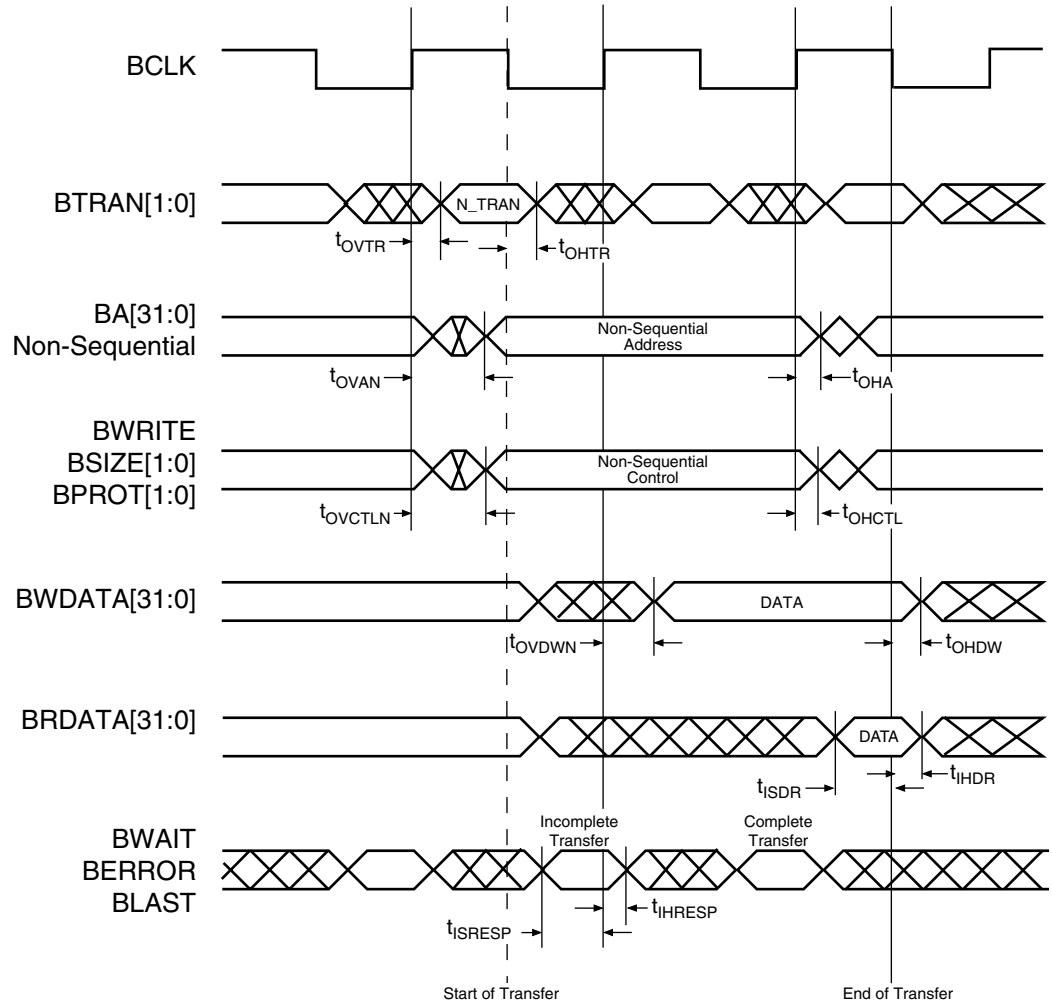 BCLK
BTRAN[1:0]
N_TRAN
tOVTR
tOHTR
BA[31:0]
Non-Sequential
Non-Sequential
Address
tOVAN
tOHA
BWRITE
BSIZE[1:0]
BPROT[1:0]
Non-Sequential
Control
tOVCTLN
tOHCTL
BWDATA[31:0]
DATA
tOVDWN
tOHDW
BRDATA[31:0]
DATA
tISDR
tIHDR
BWAIT
BERROR
BLAST
Incomplete
Transfer
Complete
Transfer
tISRESP
tIHRESP
Start of Transfer
End of Transfer